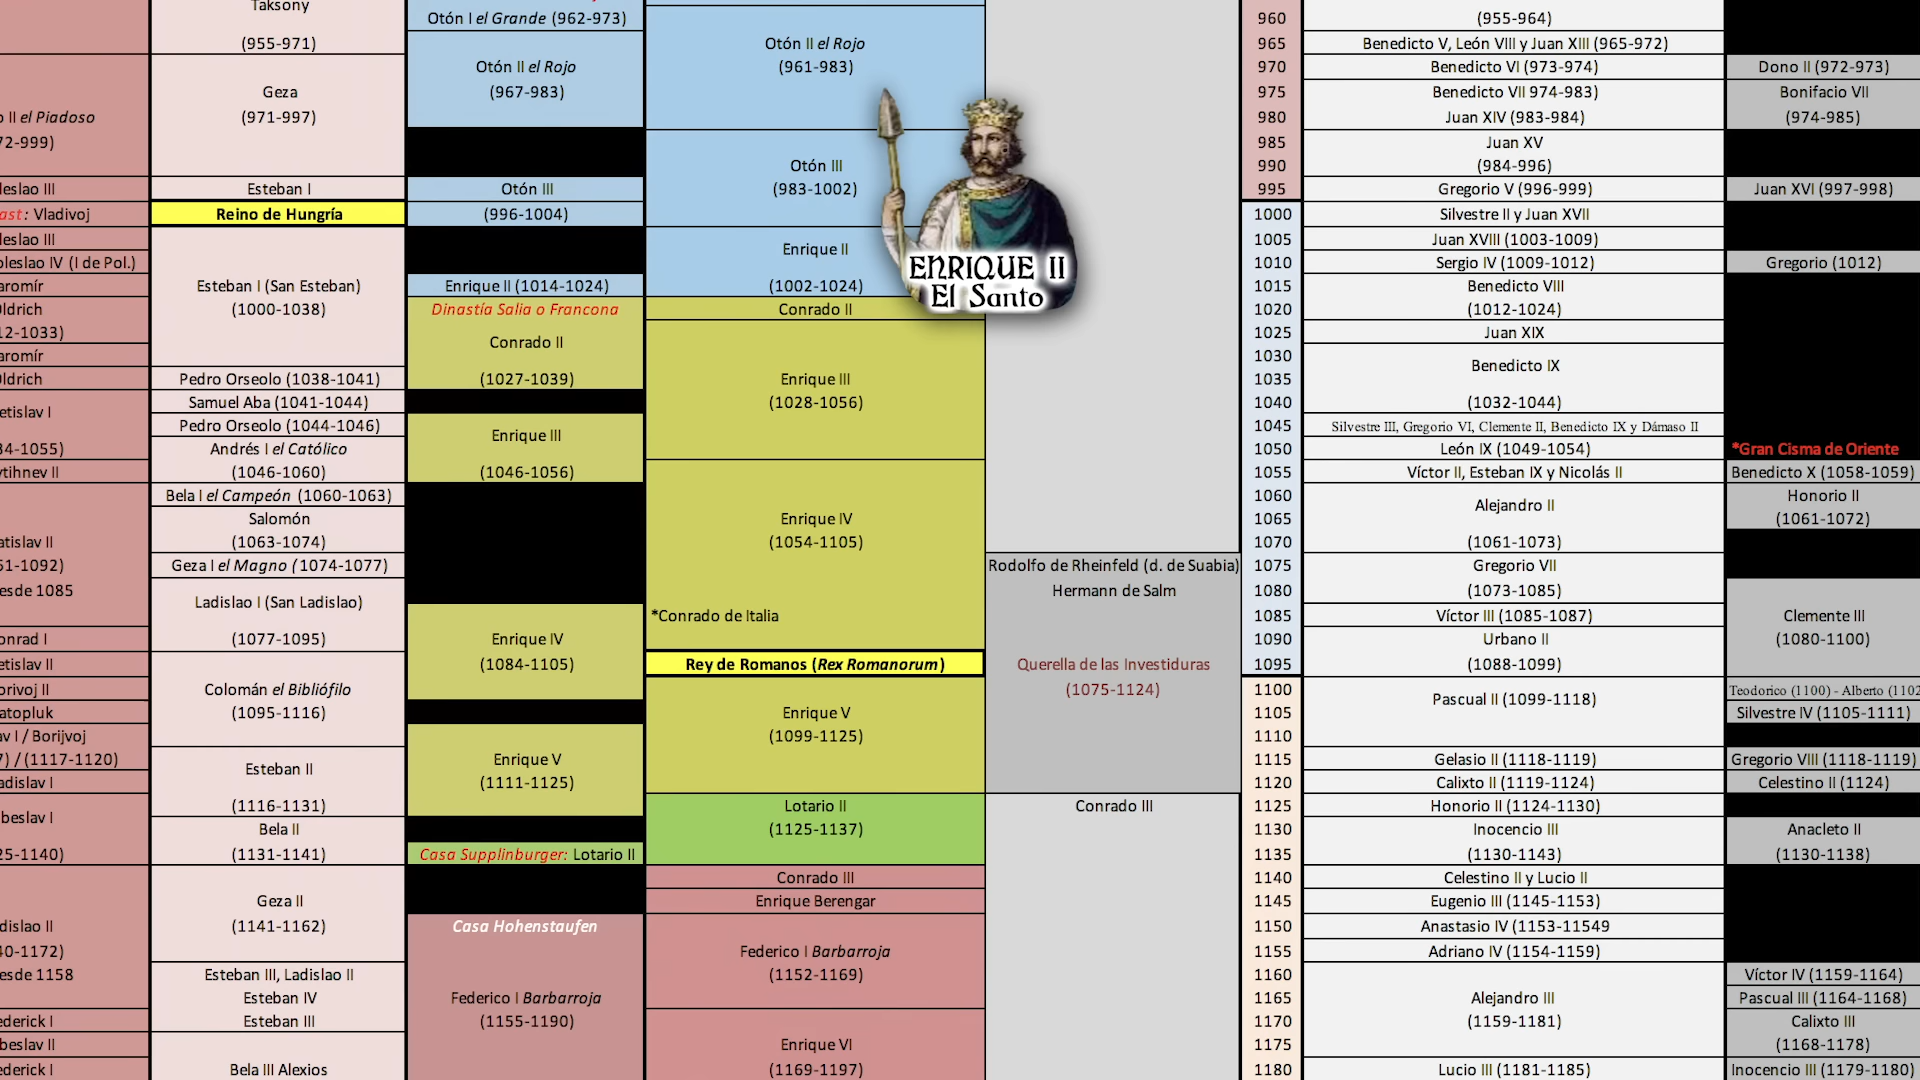 Taksony
(955-971)
Geza
(971-997)
Esteban I
Reino de Hungría
Esteban I (San Esteban)
(1000-1038)
Pedro Orseolo (1038-1041)
Samuel Aba (1041-1044)
Pedro Orseolo (1044-1046)
Andrés I el Católico
(1046-1060)
Bela I el Campeón (1060-1063)
Salomón
(1063-1074)
Geza I el Magno (1074-1077)
Ladislao I (San Ladislao)
(1077-1095)
Colomán el Bibliófilo
(1095-1116)
Esteban II
(1116-1131)
Bela II
(1131-1141)
Geza II
(1141-1162)
Esteban III, Ladislao II
Esteban IV
Esteban III
Bela III Alexios
II el Piadoso
72-999)
leslao III
ast: Vladivoj
leslao III
oleslao IV (I de Pol.)
aromír
Oldrich
12-1033)
aromír
Oldrich
etislav I
34-1055)
ytihnev II
atislav II
61-1092)
esde 1085
onrad I
etislav II
orivoj II
atopluk
av I / Borijvoj
7) / (1117-1120)
adislav I
beslav I
25-1140)
adislao II
40-1172)
esde 1158
ederick I
beslav II
ederick I
Otón I el Grande (962-973)
Otón II el Rojo
(967-983)
Otón III
(996-1004)
Enrique II (1014-1024)
Dinastía Salia o Francona
Conrado II
(1027-1039)
Enrique III
(1046-1056)
Enrique IV
(1084-1105)
Enrique V
(1111-1125)
Casa Supplinburger: Lotario II
Casa Hohenstaufen
Federico I Barbarroja
(1155-1190)
Otón II el Rojo
(961-983)
Otón III
(983-1002)
Enrique II
(1002-1024)
Conrado II
Enrique III
(1028-1056)
Enrique IV
(1054-1105)
*Conrado de Italia
Rey de Romanos (Rex Romanorum)
Enrique V
(1099-1125)
Lotario II
(1125-1137)
Conrado III
Enrique Berengar
Federico I Barbarroja
(1152-1169)
Enrique VI
(1169-1197)
ENRIQUE II
El Santo
Rodolfo de Rheinfeld (d. de Suabia)
Hermann de Salm
Querella de las Investiduras
(1075-1124)
Conrado III
960
965
970
975
980
985
990
995
1000
1005
1010
1015
1020
1025
1030
1035
1040
1045
1050
1055
1060
1065
1070
1075
1080
1085
1090
1095
1100
1105
1110
1115
1120
1125
1130
1135
1140
1145
1150
1155
1160
1165
1170
1175
1180
(955-964)
Benedicto V, León VIII y Juan XIII (965-972)
Benedicto VI (973-974)
Benedicto VII 974-983)
Juan XIV (983-984)
Juan XV
(984-996)
Gregorio V (996-999)
Silvestre II y Juan XVII
Juan XVIII (1003-1009)
Sergio IV (1009-1012)
Benedicto VIII
(1012-1024)
Juan XIX
Benedicto IX
(1032-1044)
Silvestre III, Gregorio VI, Clemente II, Benedicto IX y Dámaso II
León IX (1049-1054)
Víctor II, Esteban IX y Nicolás II
Alejandro II
(1061-1073)
Gregorio VII
(1073-1085)
Víctor III (1085-1087)
Urbano II
(1088-1099)
Pascual II (1099-1118)
Gelasio II (1118-1119)
Calixto II (1119-1124)
Honorio II (1124-1130)
Inocencio III
(1130-1143)
Celestino II y Lucio II
Eugenio III (1145-1153)
Anastasio IV (1153-11549
Adriano IV (1154-1159)
Alejandro III
(1159-1181)
Lucio III (1181-1185)
Dono II (972-973)
Bonifacio VII
(974-985)
Juan XVI (997-998)
Gregorio (1012)
*Gran Cisma de Oriente
Benedicto X (1058-1059)
Honorio II
(1061-1072)
Clemente III
(1080-1100)
Teodorico (1100) - Alberto (1102
Silvestre IV (1105-1111)
Gregorio VIII (1118-1119)
Celestino II (1124)
Anacleto II
(1130-1138)
Víctor IV (1159-1164)
Pascual III (1164-1168)
Calixto III
(1168-1178)
Inocencio III (1179-1180)